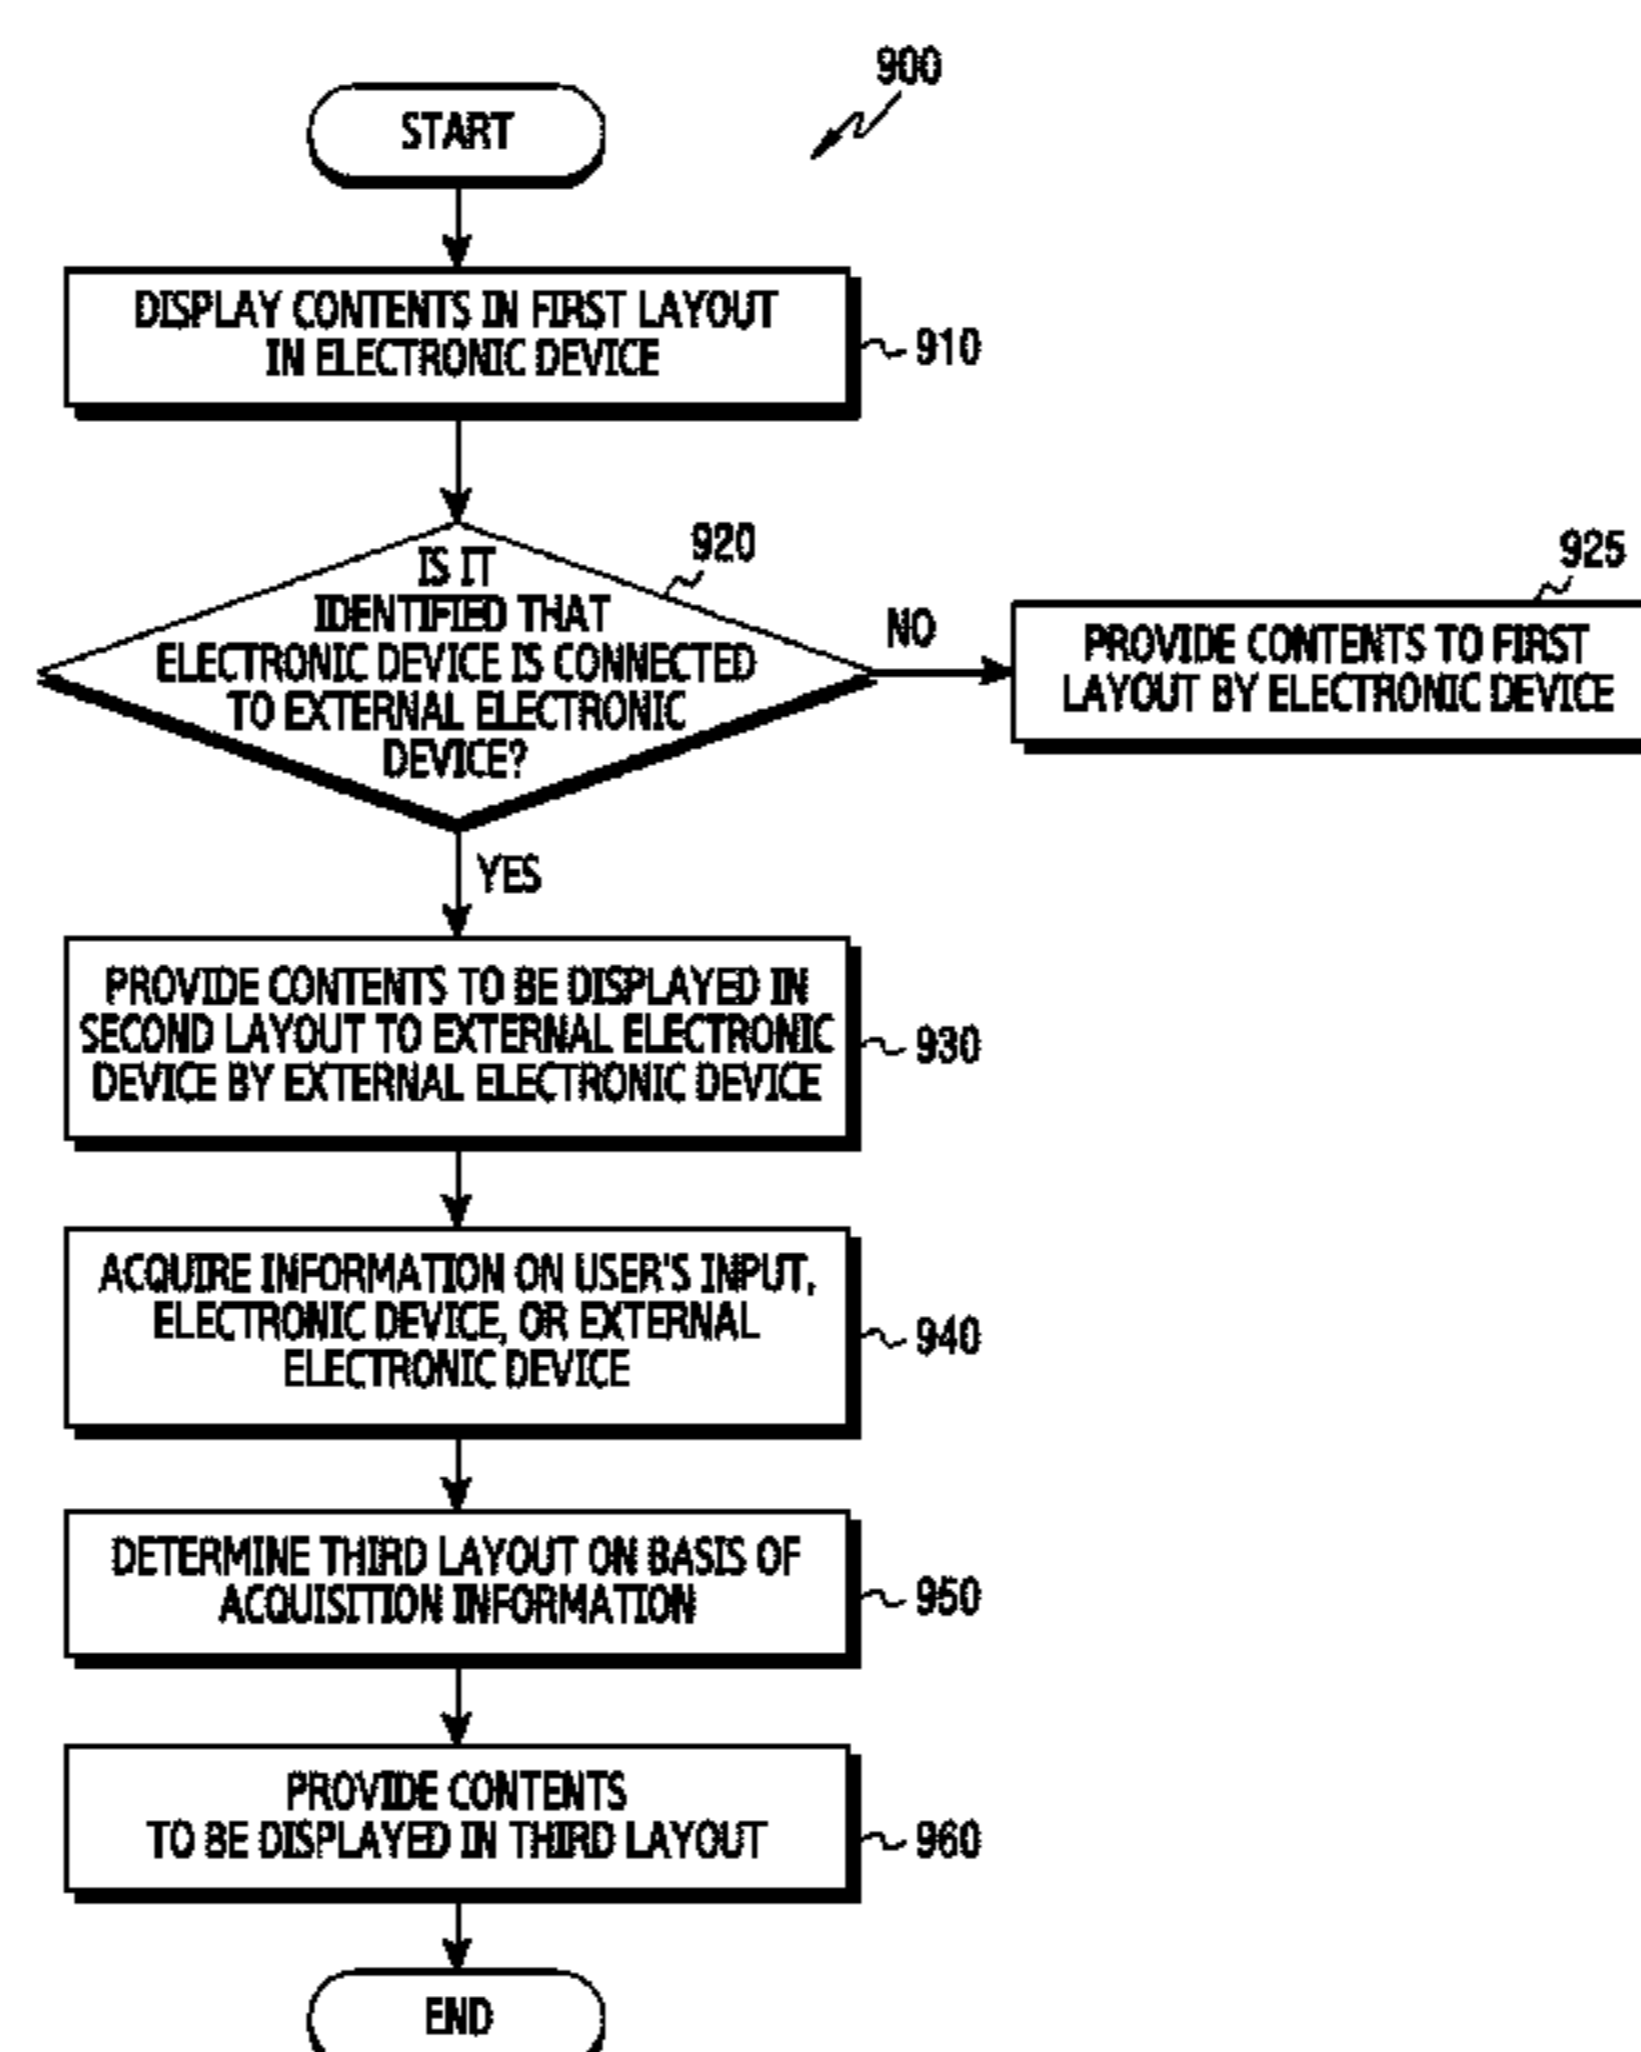 900
START
DISPLAY CONTENTS IN FIRST LAYOUT
IN ELECTRONIC DEVICE
910
IS IT
IDENTIFIED THAT
ELECTRONIC DEVICE IS CONNECTED
TO EXTERNAL ELECTRONIC
DEVICE?
920
NO
925
PROVIDE CONTENTS TO FIRST
LAYOUT BY ELECTRONIC DEVICE
YES
PROVIDE CONTENTS TO BE DISPLAYED IN
SECOND LAYOUT TO EXTERNAL ELECTRONIC
DEVICE BY EXTERNAL ELECTRONIC DEVICE
930
ACQUIRE INFORMATION ON USER'S INPUT,
ELECTRONIC DEVICE, OR EXTERNAL
ELECTRONIC DEVICE
940
DETERMINE THIRD LAYOUT ON BASIS OF
ACQUISITION INFORMATION
950
PROVIDE CONTENTS
TO BE DISPLAYED IN THIRD LAYOUT
960
END